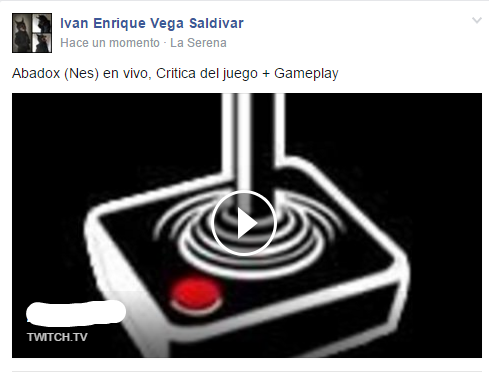 Ivan Enrique Vega Saldivar
Hace un momento · La Serena
Abadox (Nes) en vivo, Critica del juego + Gameplay
TWITCH.TV